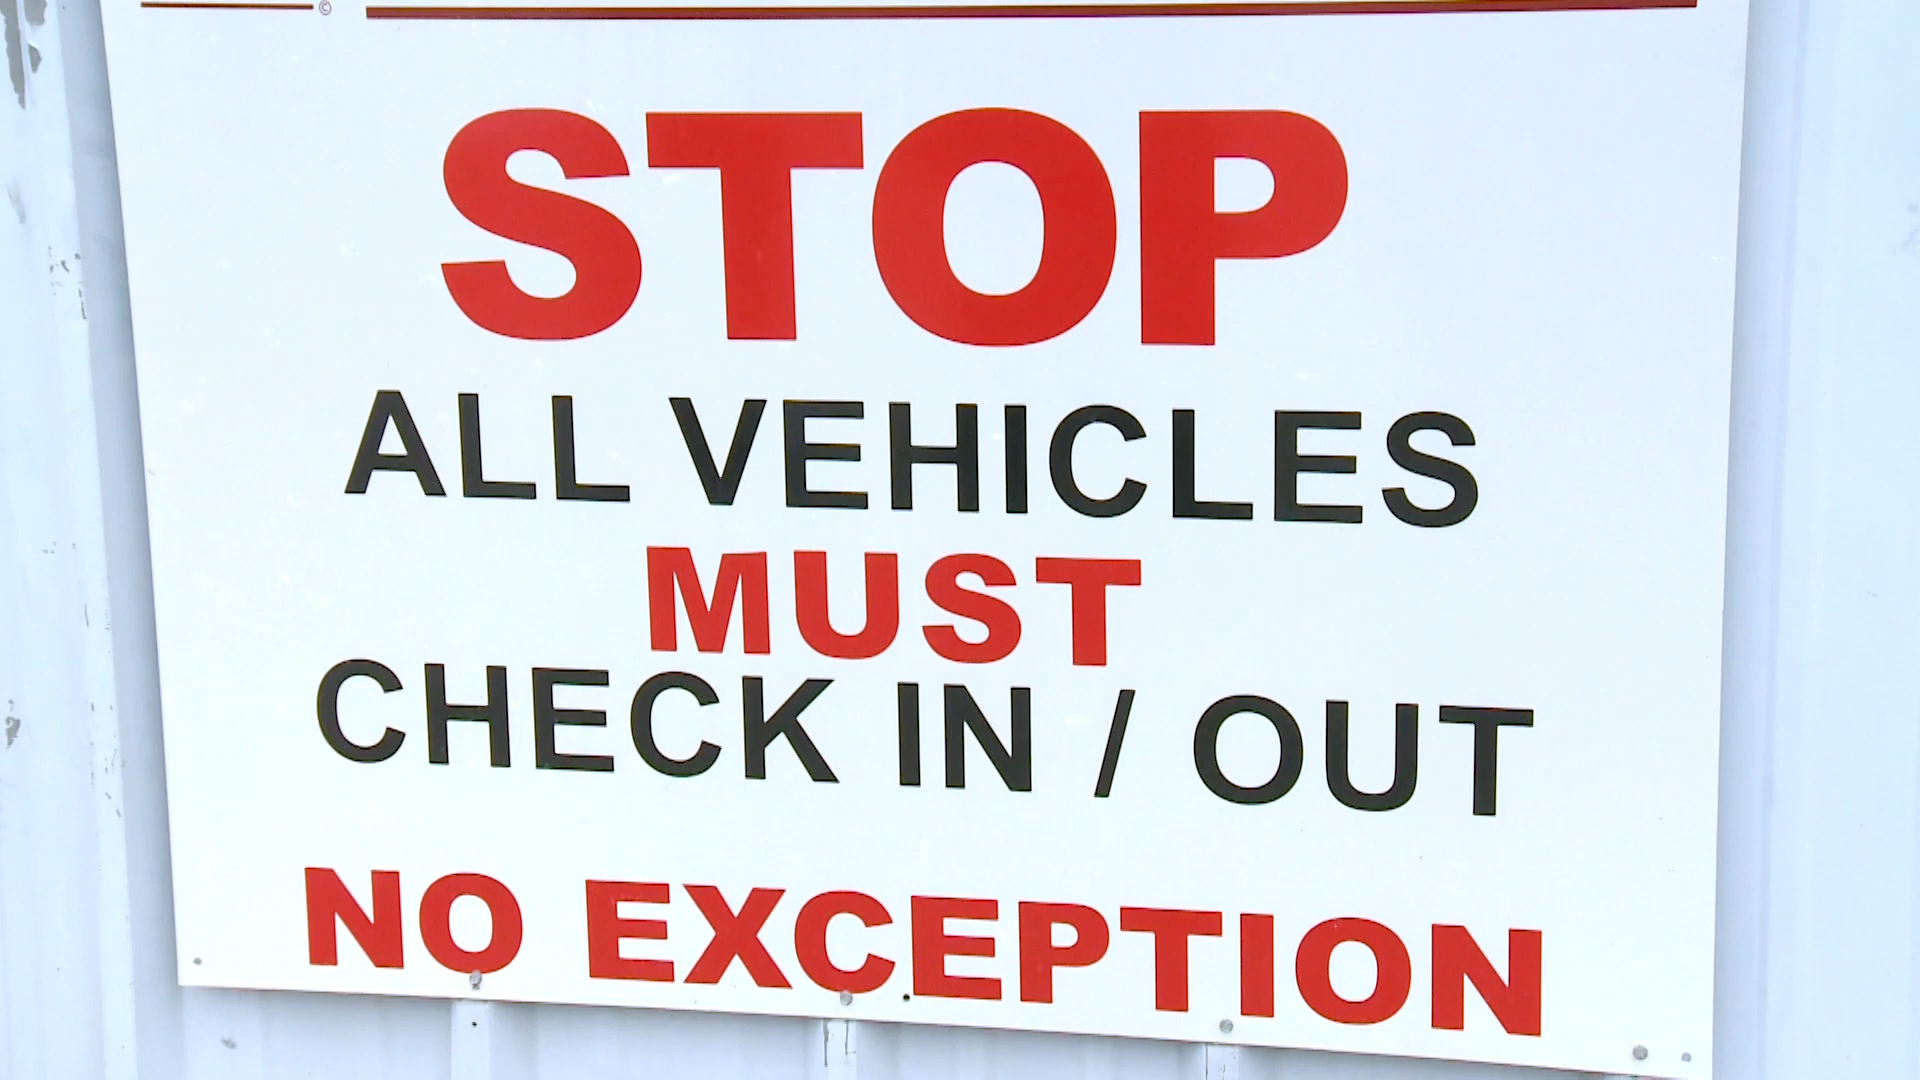 ©
STOP
ALL VEHICLES
MUST
CHECK IN / OUT
NO EXCEPTION